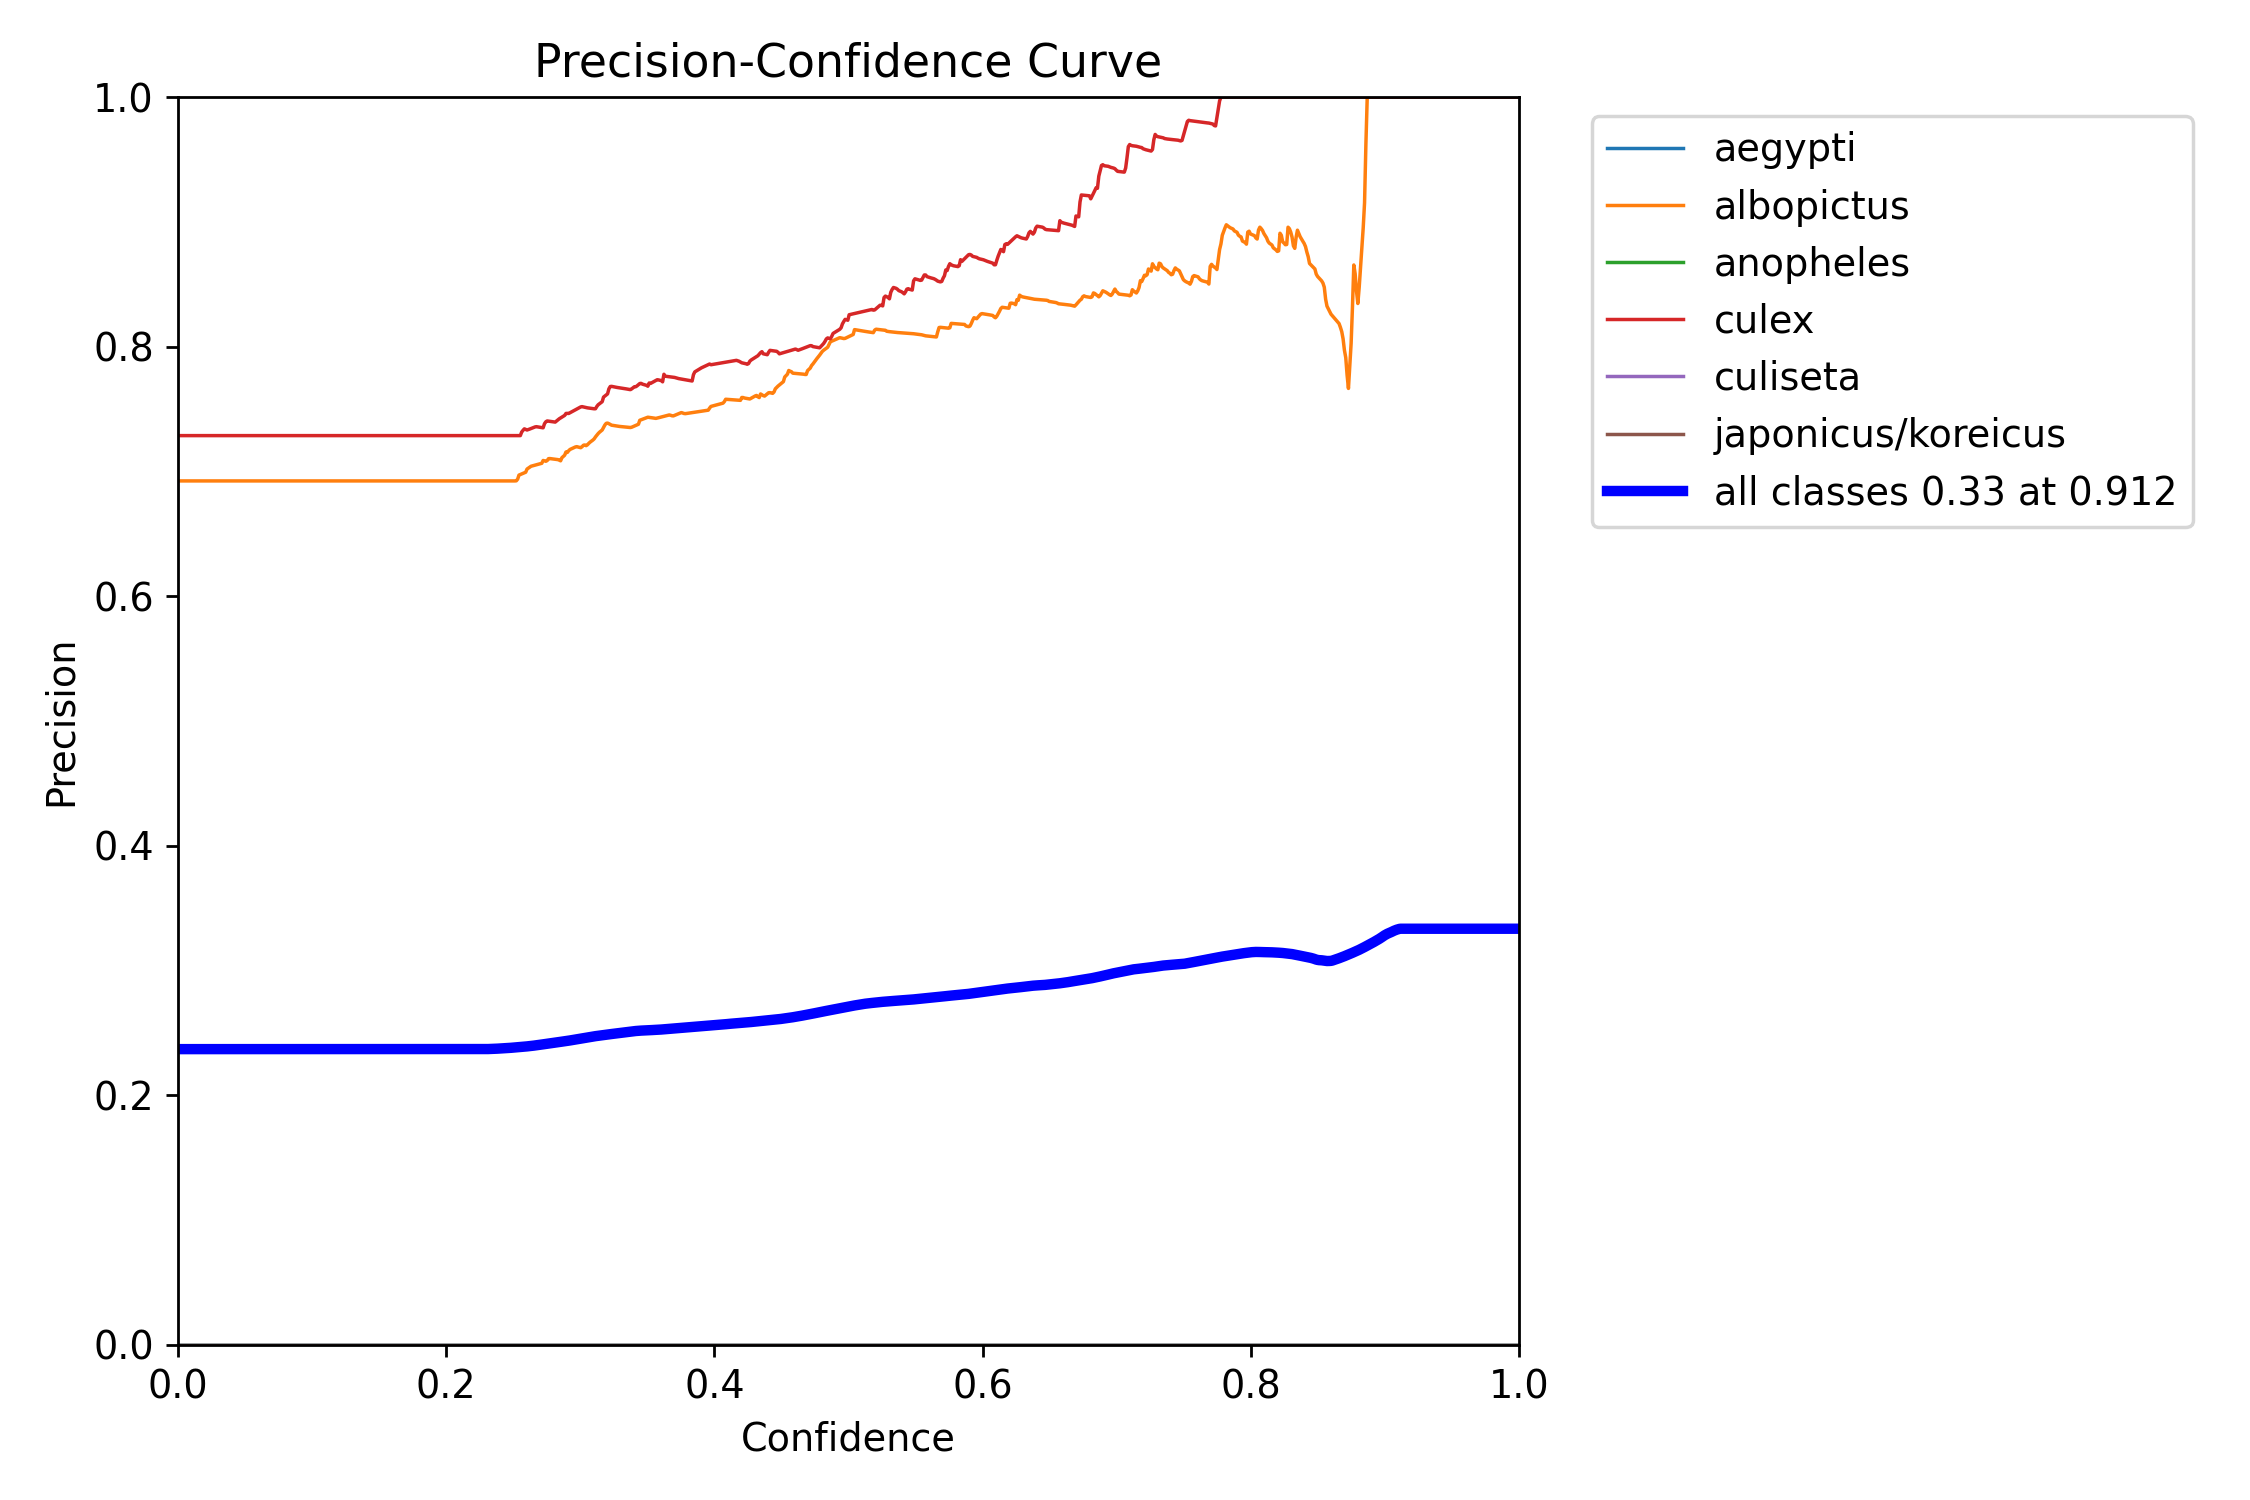 Precision-Confidence Curve
1.0
0.8
0.6
0.4
0.2
0.0
Precision
0.0 0.2 0.4 0.6 0.8 1.0
Confidence
aegypti
albopictus
anopheles
culex
culiseta
japonicus/koreicus
all classes 0.33 at 0.912